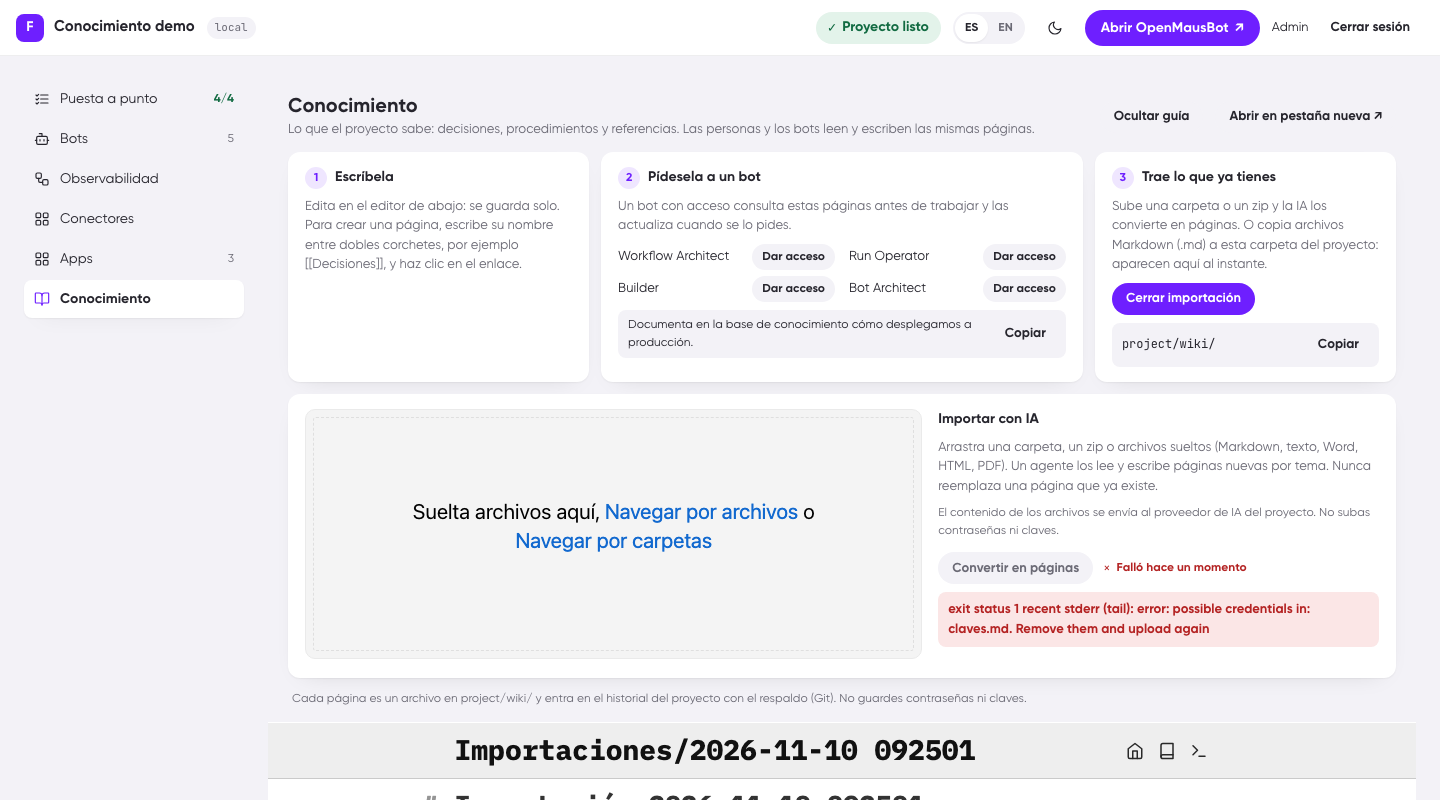 F Conocimiento demo local
✓ Proyecto listo ES EN Abrir OpenMausBot ↗ Admin Cerrar sesión
Puesta a punto 4/4
Bots 5
Observabilidad
Conectores
Apps 3
Conocimiento
Conocimiento
Lo que el proyecto sabe: decisiones, procedimientos y referencias. Las personas y los bots leen y escriben las mismas páginas.
Ocultar guía Abrir en pestaña nueva ↗
1 Escríbela
Edita en el editor de abajo: se guarda solo.
Para crear una página, escribe su nombre
entre dobles corchetes, por ejemplo
[[Decisiones]], y haz clic en el enlace.
2 Pídesela a un bot
Un bot con acceso consulta estas páginas antes de trabajar y las
actualiza cuando se lo pides.
Workflow Architect Dar acceso Run Operator Dar acceso
Builder Dar acceso Bot Architect Dar acceso
Documenta en la base de conocimiento cómo desplegamos a
producción.
Copiar
3 Trae lo que ya tienes
Sube una carpeta o un zip y la IA los
convierte en páginas. O copia archivos
Markdown (.md) a esta carpeta del proyecto:
aparecen aquí al instante.
Cerrar importación
project/wiki/ Copiar
Suelta archivos aquí, Navegar por archivos o
Navegar por carpetas
Importar con IA
Arrastra una carpeta, un zip o archivos sueltos (Markdown, texto, Word,
HTML, PDF). Un agente los lee y escribe páginas nuevas por tema. Nunca
reemplaza una página que ya existe.
El contenido de los archivos se envía al proveedor de IA del proyecto. No subas
contraseñas ni claves.
Convertir en páginas × Falló hace un momento
exit status 1 recent stderr (tail): error: possible credentials in:
claves.md. Remove them and upload again
Cada página es un archivo en project/wiki/ y entra en el historial del proyecto con el respaldo (Git). No guardes contraseñas ni claves.
Importaciones/2026-11-10 092501
# Importación 2026-11-10 092501